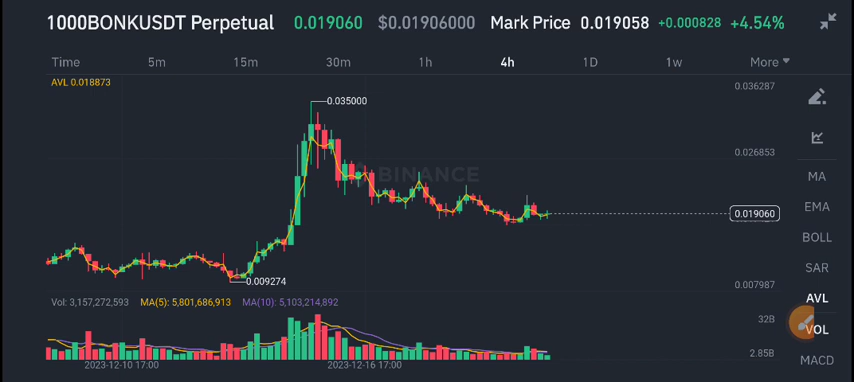 1000BONKUSDT Perpetual 0.019060 $0.01906000 Mark Price 0.019058 +0.000828 +4.54%
Time 5m 15m 30m 1h 4h 1D 1w More
AVL 0.018873
0.036287
0.035000
0.026853
BINANCE
MA
EMA
0.019060
BOLL
SAR
0.009274
0.007987
AVL
Vol: 3,157,272,593 MA(5): 5,801,686,913 MA(10): 5,103,214,892
32B
VOL
2.85B
MACD
2023-12-10 17:00 2023-12-16 17:00